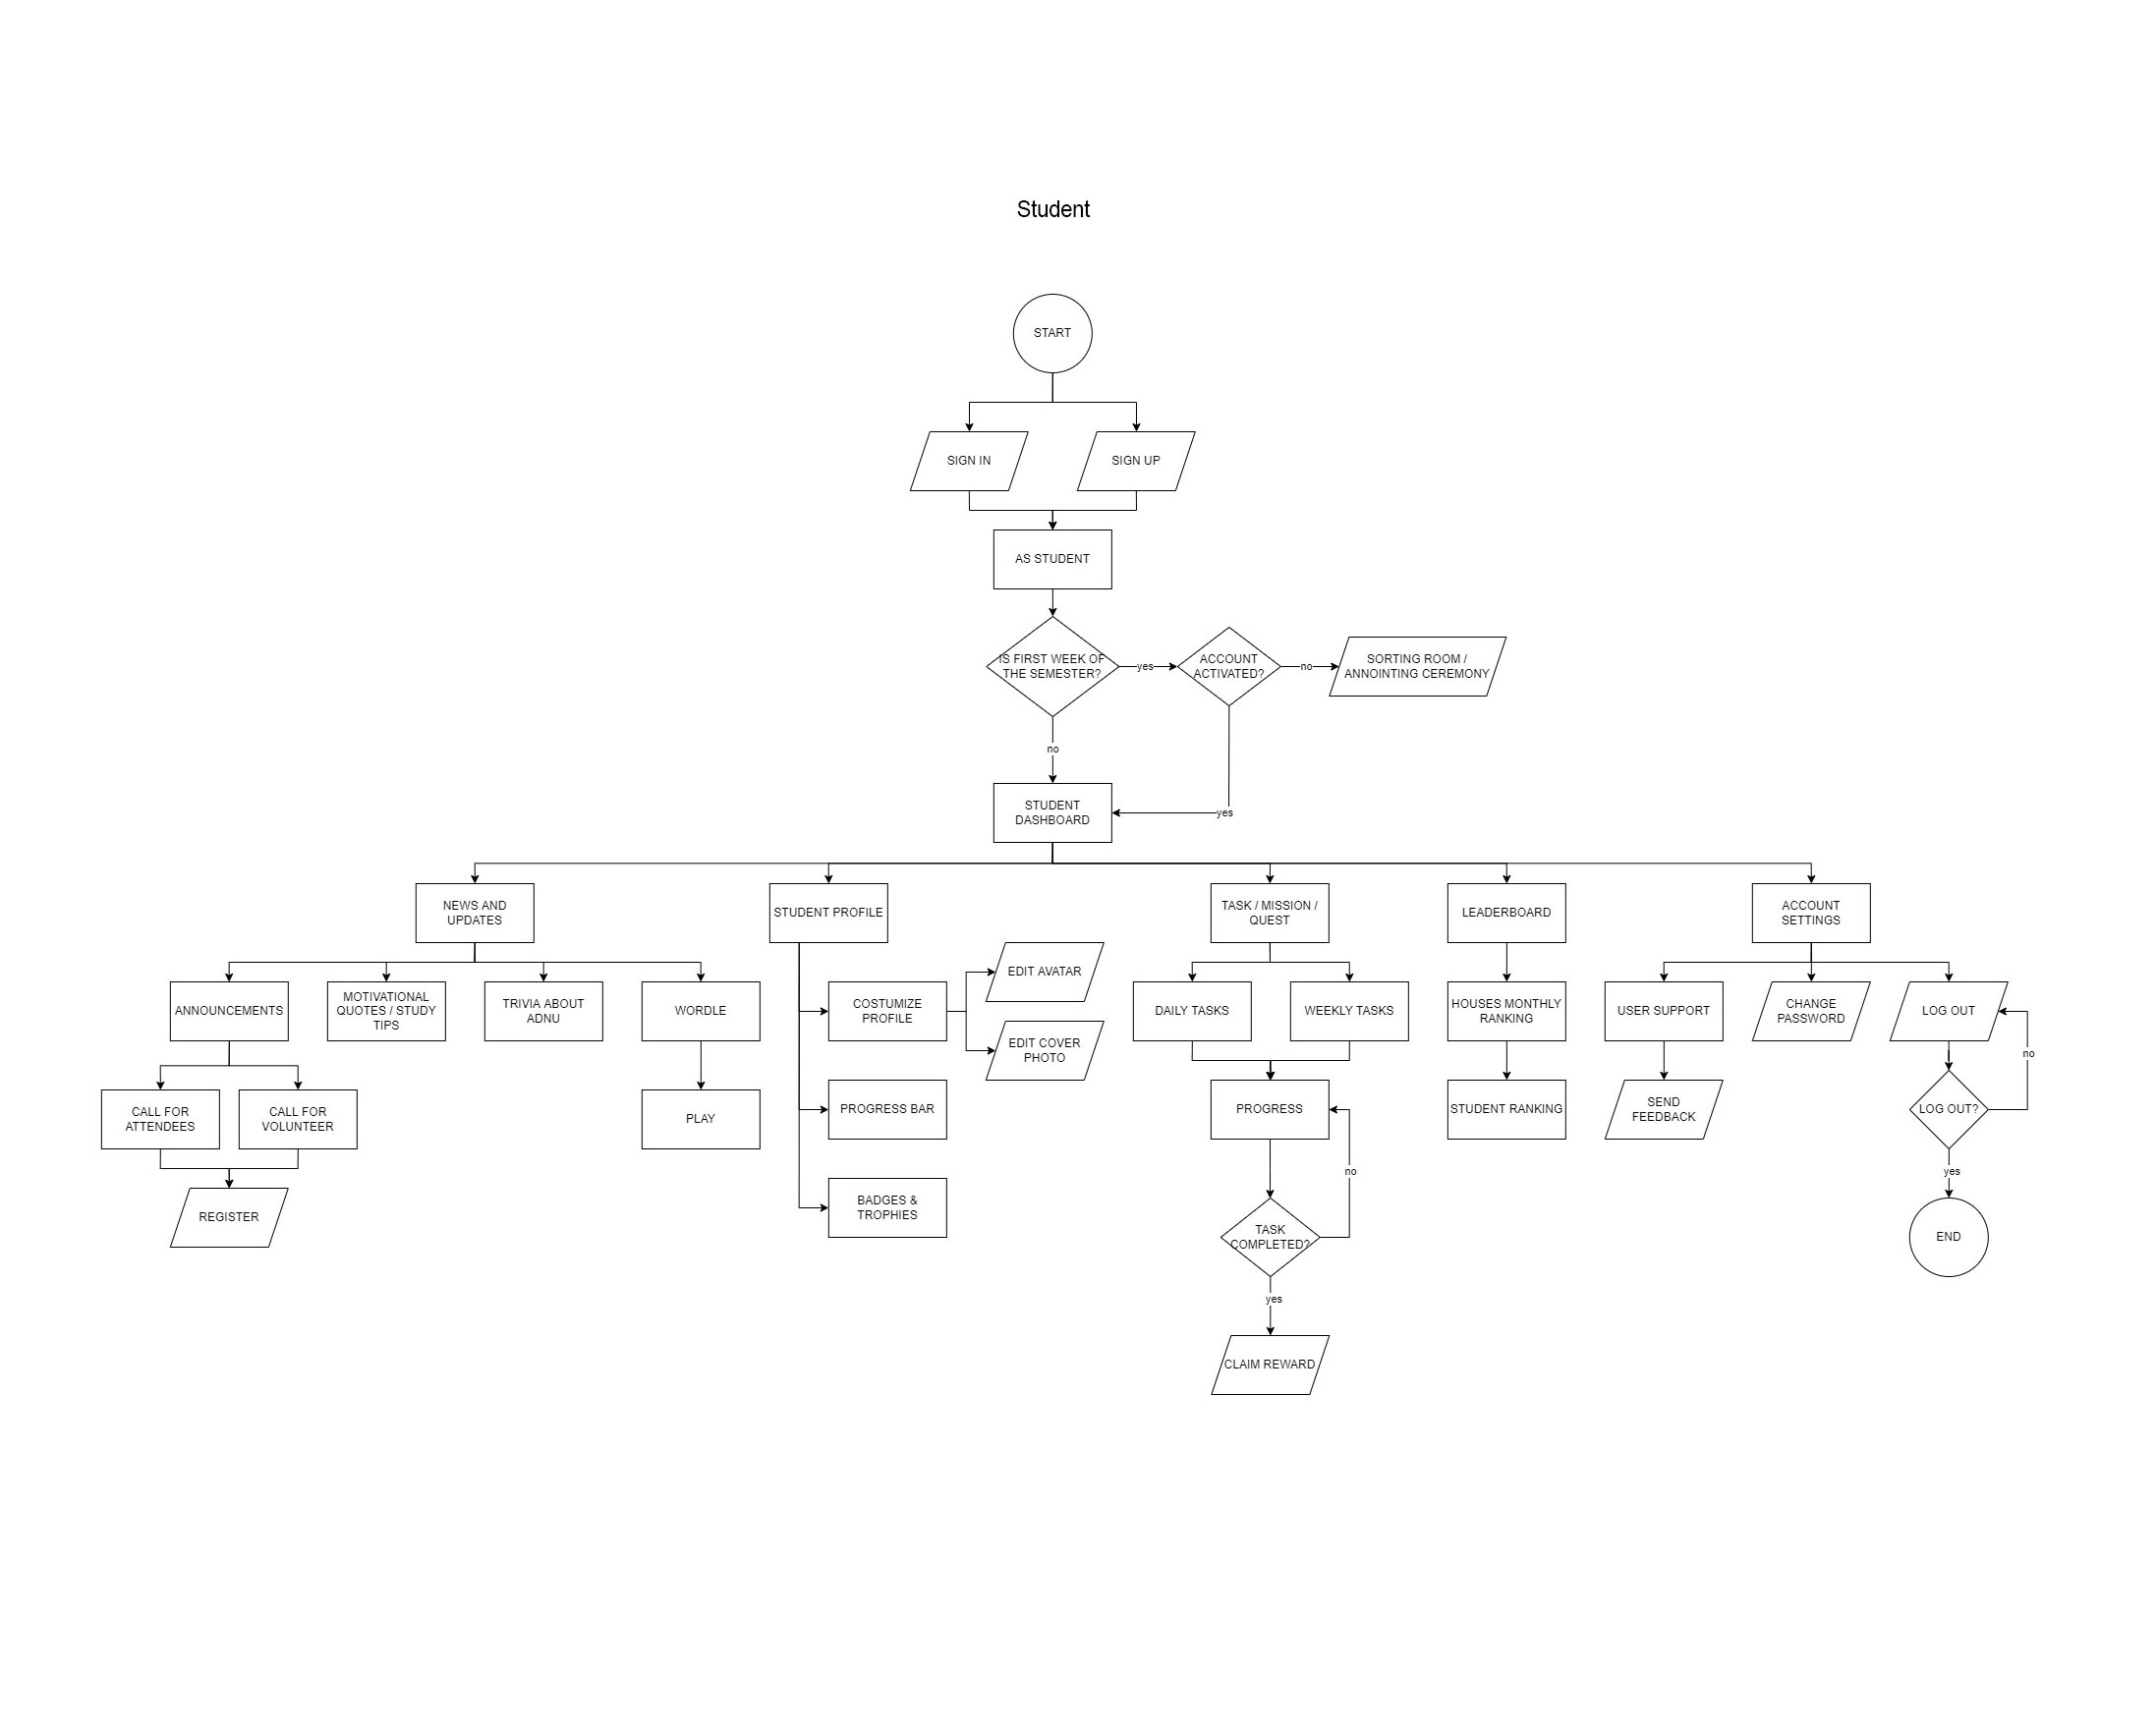 Student
START
SIGN IN
SIGN UP
AS STUDENT
IS FIRST WEEK OF
THE SEMESTER?
yes
ACCOUNT
ACTIVATED?
no
SORTING ROOM /
ANNOINTING CEREMONY
no
STUDENT
DASHBOARD
yes
NEWS AND
UPDATES
STUDENT PROFILE
TASK / MISSION /
QUEST
LEADERBOARD
ACCOUNT
SETTINGS
ANNOUNCEMENTS
MOTIVATIONAL
QUOTES / STUDY
TIPS
TRIVIA ABOUT
ADNU
WORDLE
COSTUMIZE
PROFILE
EDIT AVATAR
EDIT COVER
PHOTO
DAILY TASKS
WEEKLY TASKS
HOUSES MONTHLY
RANKING
USER SUPPORT
CHANGE
PASSWORD
LOG OUT
no
CALL FOR
ATTENDEES
CALL FOR
VOLUNTEER
PLAY
PROGRESS BAR
PROGRESS
STUDENT RANKING
SEND
FEEDBACK
LOG OUT?
no
yes
REGISTER
BADGES &
TROPHIES
TASK
COMPLETED?
END
yes
CLAIM REWARD